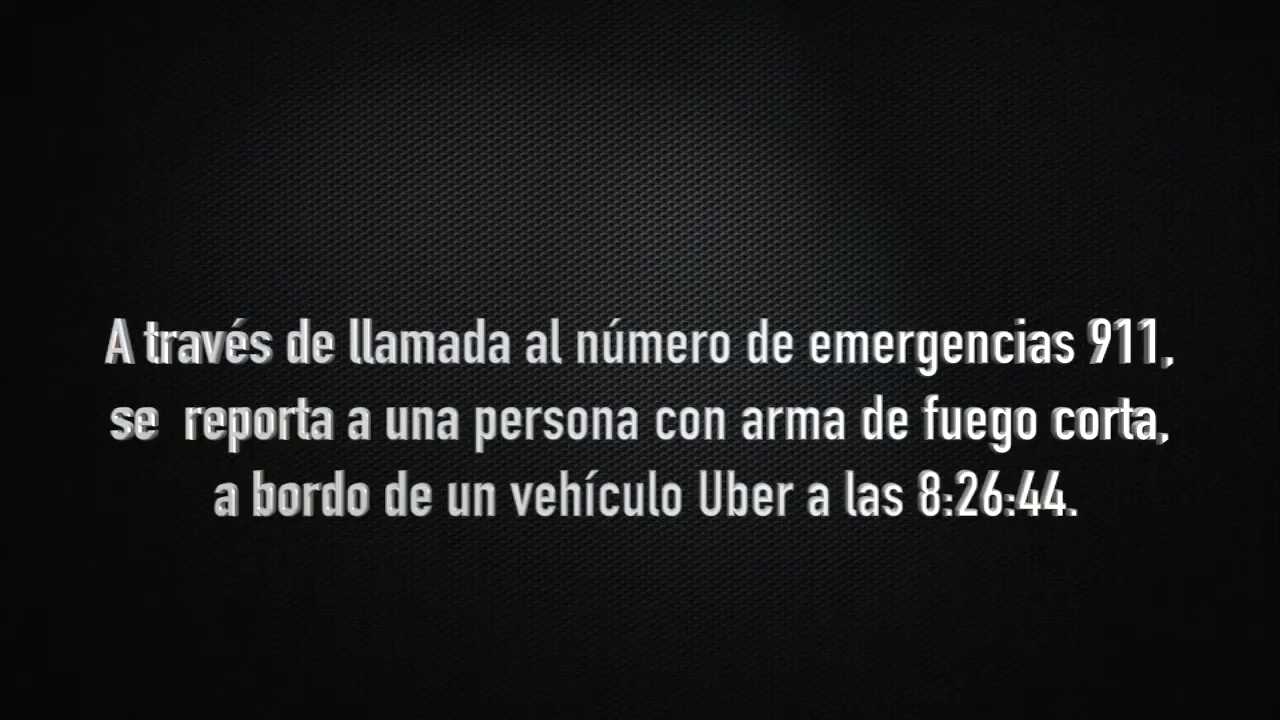 A través de llamada al número de emergencias 911,
se reporta a una persona con arma de fuego corta,
a bordo de un vehículo Uber a las 8:26:44.